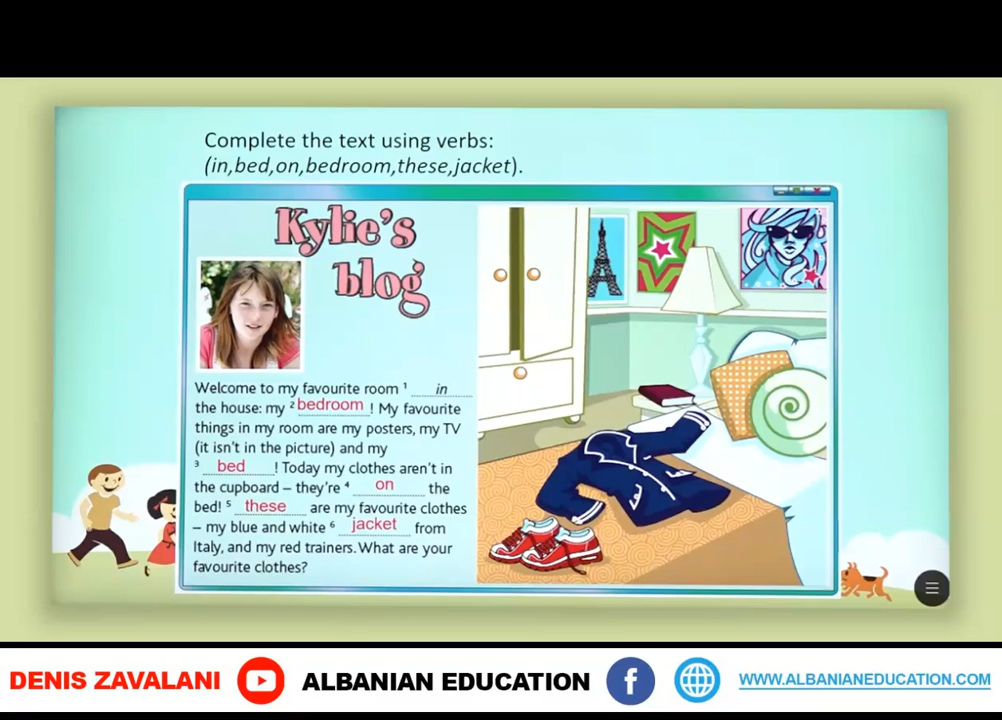 Complete the text using verbs:
(in,bed,on,bedroom,these,jacket).
Kylie's
blog
Welcome to my favourite room ¹ in
the house: my ² bedroom ! My favourite
things in my room are my posters, my TV
(it isn't in the picture) and my
³ bed ! Today my clothes aren't in
the cupboard – they're ⁴ on the
bed! ⁵ these are my favourite clothes
– my blue and white ⁶ jacket from
Italy, and my red trainers. What are your
favourite clothes?
DENIS ZAVALANI ALBANIAN EDUCATION f WWW.ALBANIANEDUCATION.COM